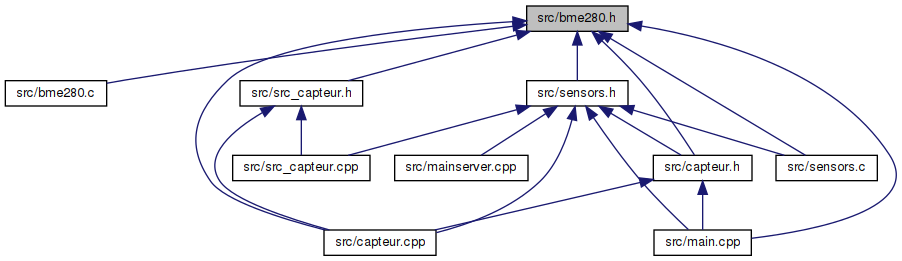 src/bme280.h
src/bme280.c
src/src_capteur.h
src/sensors.h
src/src_capteur.cpp
src/mainserver.cpp
src/capteur.h
src/sensors.c
src/capteur.cpp
src/main.cpp